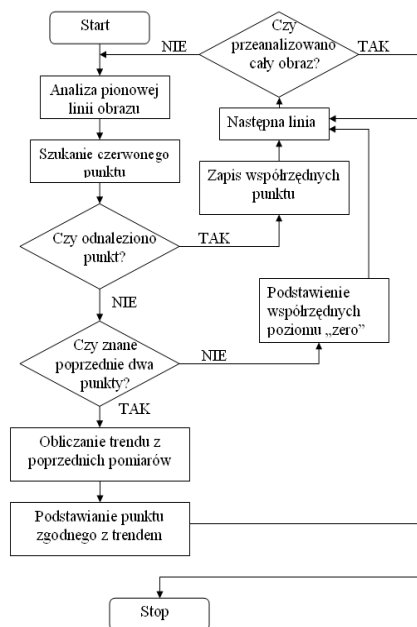 Start
Czy
przeanalizowano
cały obraz?
NIE
TAK
Analiza pionowej
linii obrazu
Następna linia
Szukanie czerwonego
punktu
Zapis współrzędnych
punktu
Czy odnaleziono
punkt?
TAK
NIE
Podstawienie
współrzędnych
poziomu „zero”
Czy znane
poprzednie dwa
punkty?
NIE
TAK
Obliczanie trendu z
poprzednich pomiarów
Podstawianie punktu
zgodnego z trendem
Stop